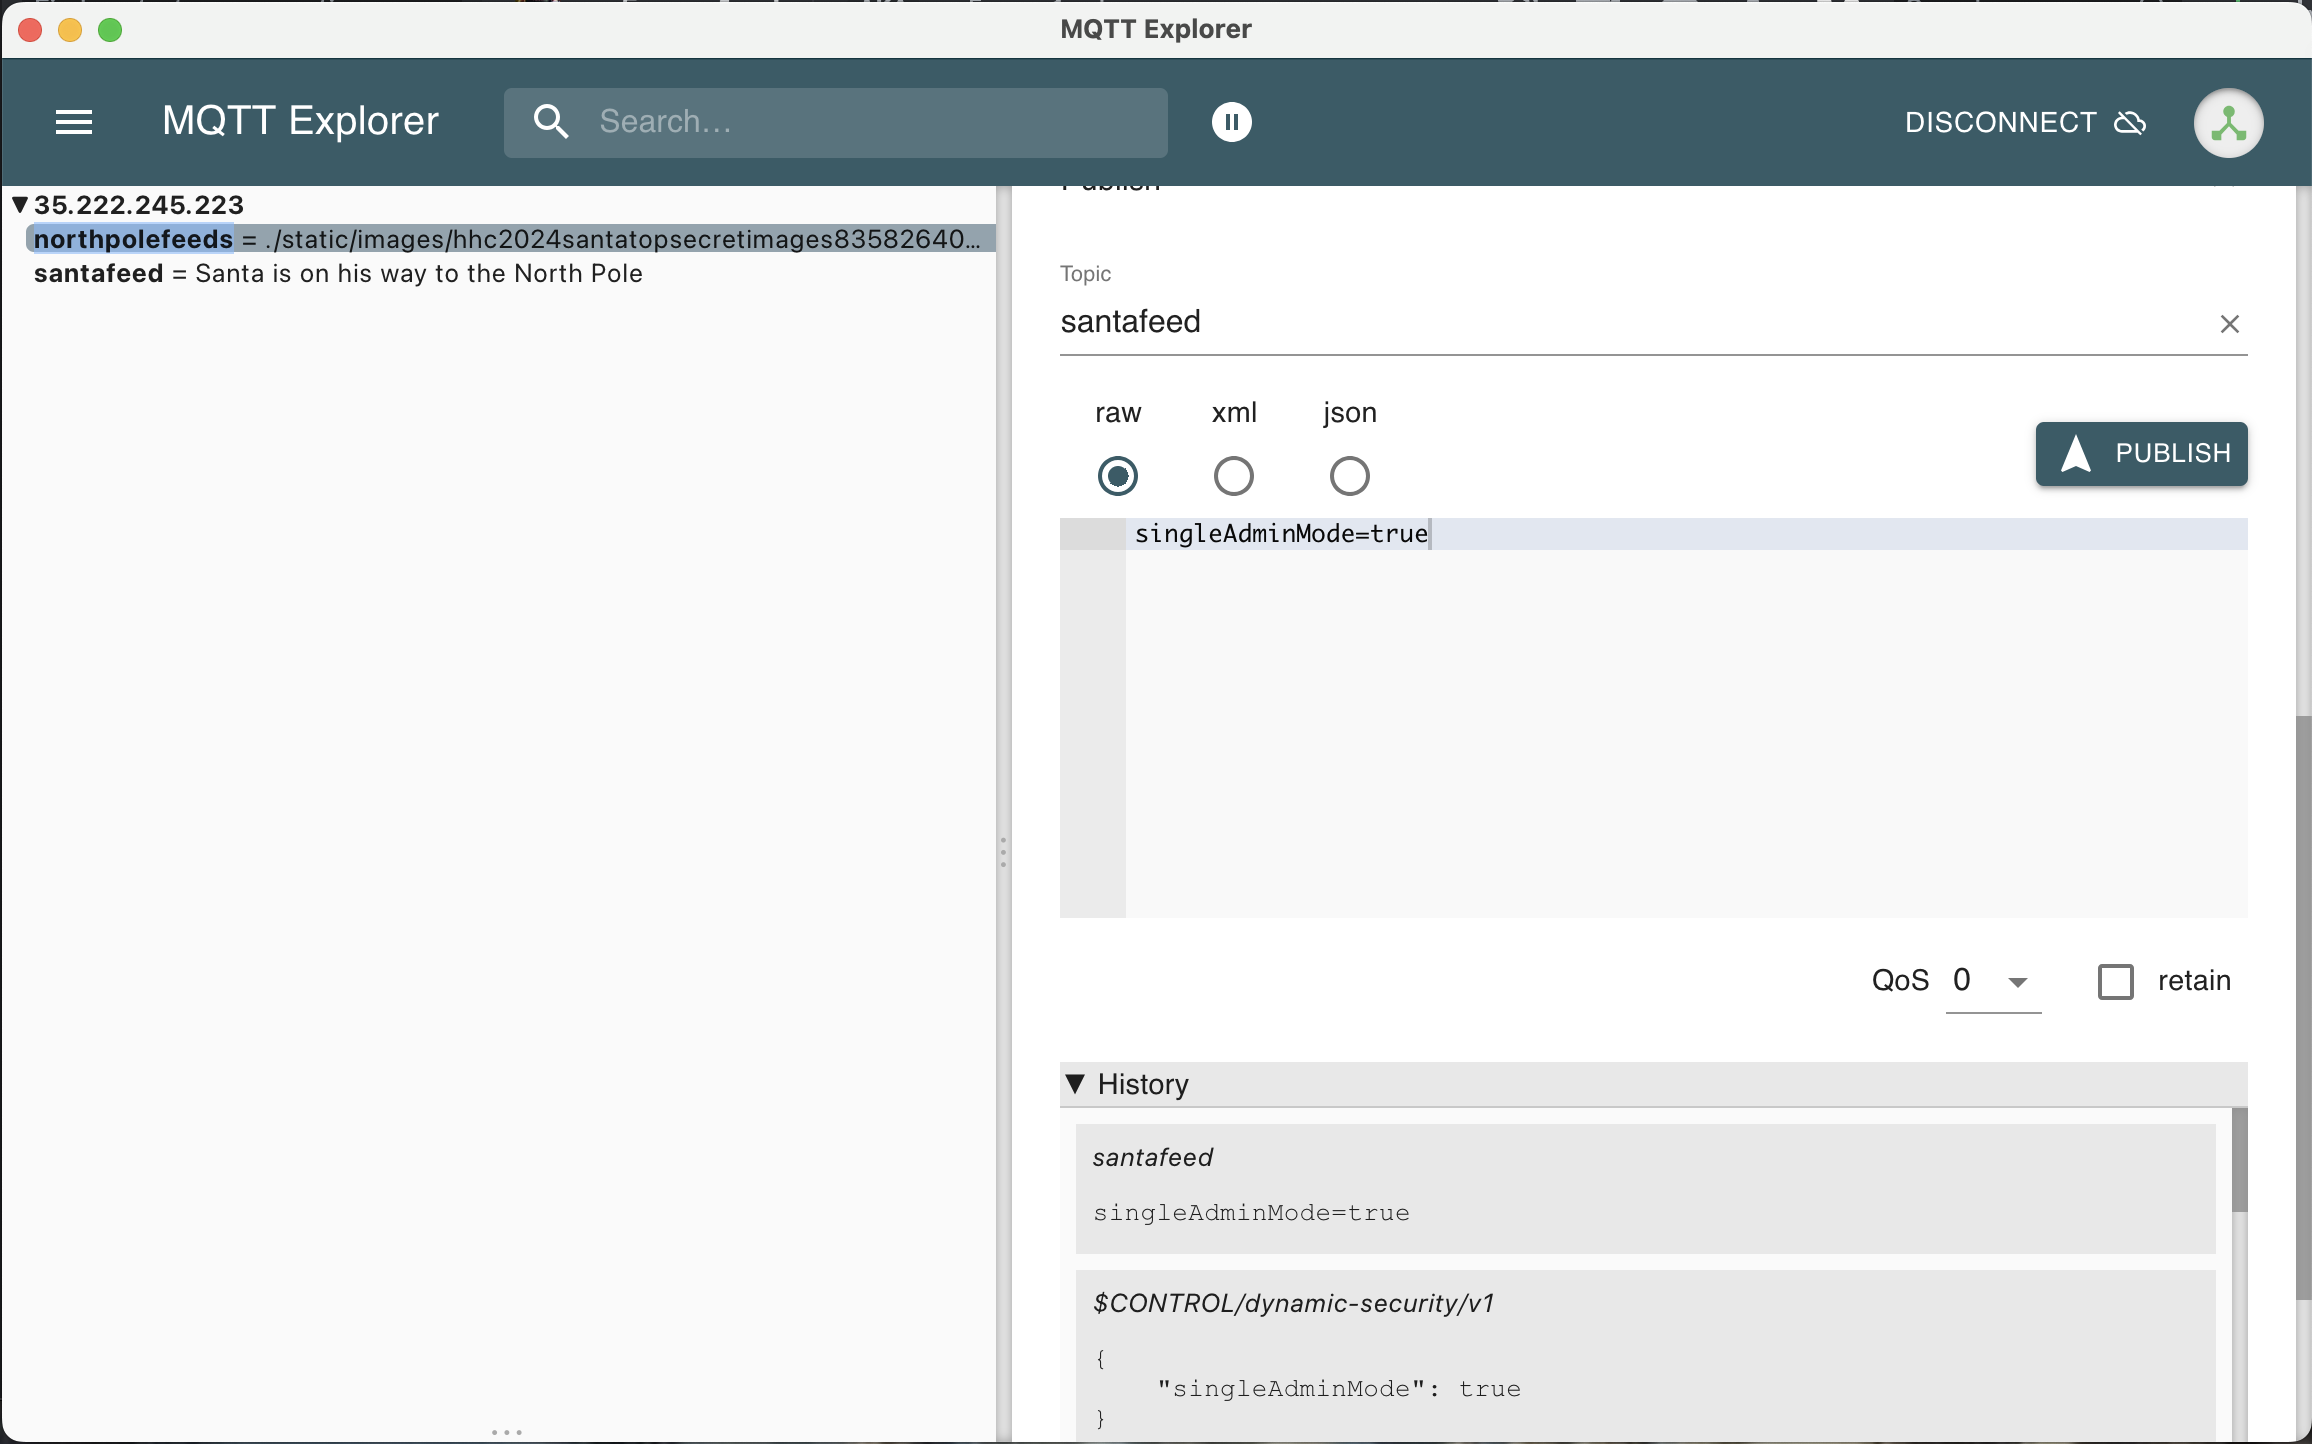 MQTT Explorer
MQTT Explorer
Search…
DISCONNECT
▼35.222.245.223
northpolefeeds = ./static/images/hhc2024santatopsecretimages83582640…
santafeed = Santa is on his way to the North Pole
Publish
Topic
santafeed
raw xml json
PUBLISH
singleAdminMode=true
QoS 0 retain
▼ History
santafeed
singleAdminMode=true
$CONTROL/dynamic-security/v1
{
"singleAdminMode": true
}